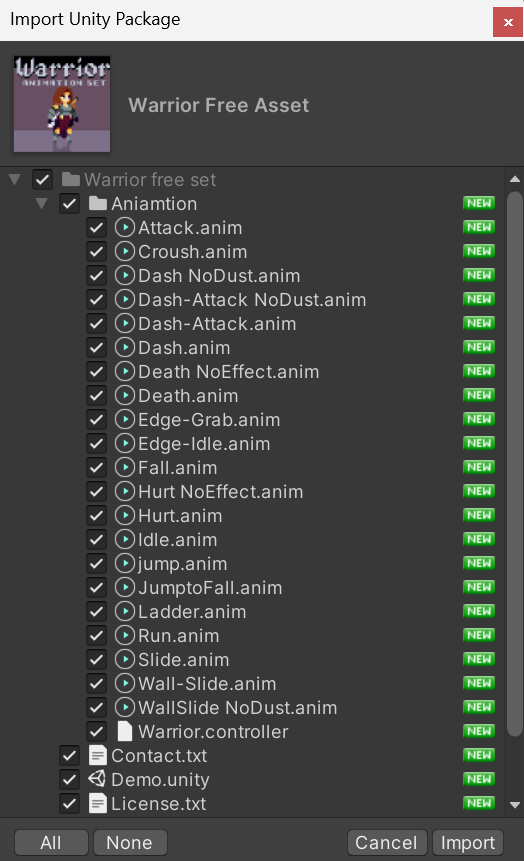 Import Unity Package
Warrior
ANIMATION SET
Warrior Free Asset
Warrior free set
Aniamtion NEW
Attack.anim NEW
Croush.anim NEW
Dash NoDust.anim NEW
Dash-Attack NoDust.anim NEW
Dash-Attack.anim NEW
Dash.anim NEW
Death NoEffect.anim NEW
Death.anim NEW
Edge-Grab.anim NEW
Edge-Idle.anim NEW
Fall.anim NEW
Hurt NoEffect.anim NEW
Hurt.anim NEW
Idle.anim NEW
jump.anim NEW
JumptoFall.anim NEW
Ladder.anim NEW
Run.anim NEW
Slide.anim NEW
Wall-Slide.anim NEW
WallSlide NoDust.anim NEW
Warrior.controller NEW
Contact.txt NEW
Demo.unity NEW
License.txt NEW
All None Cancel Import